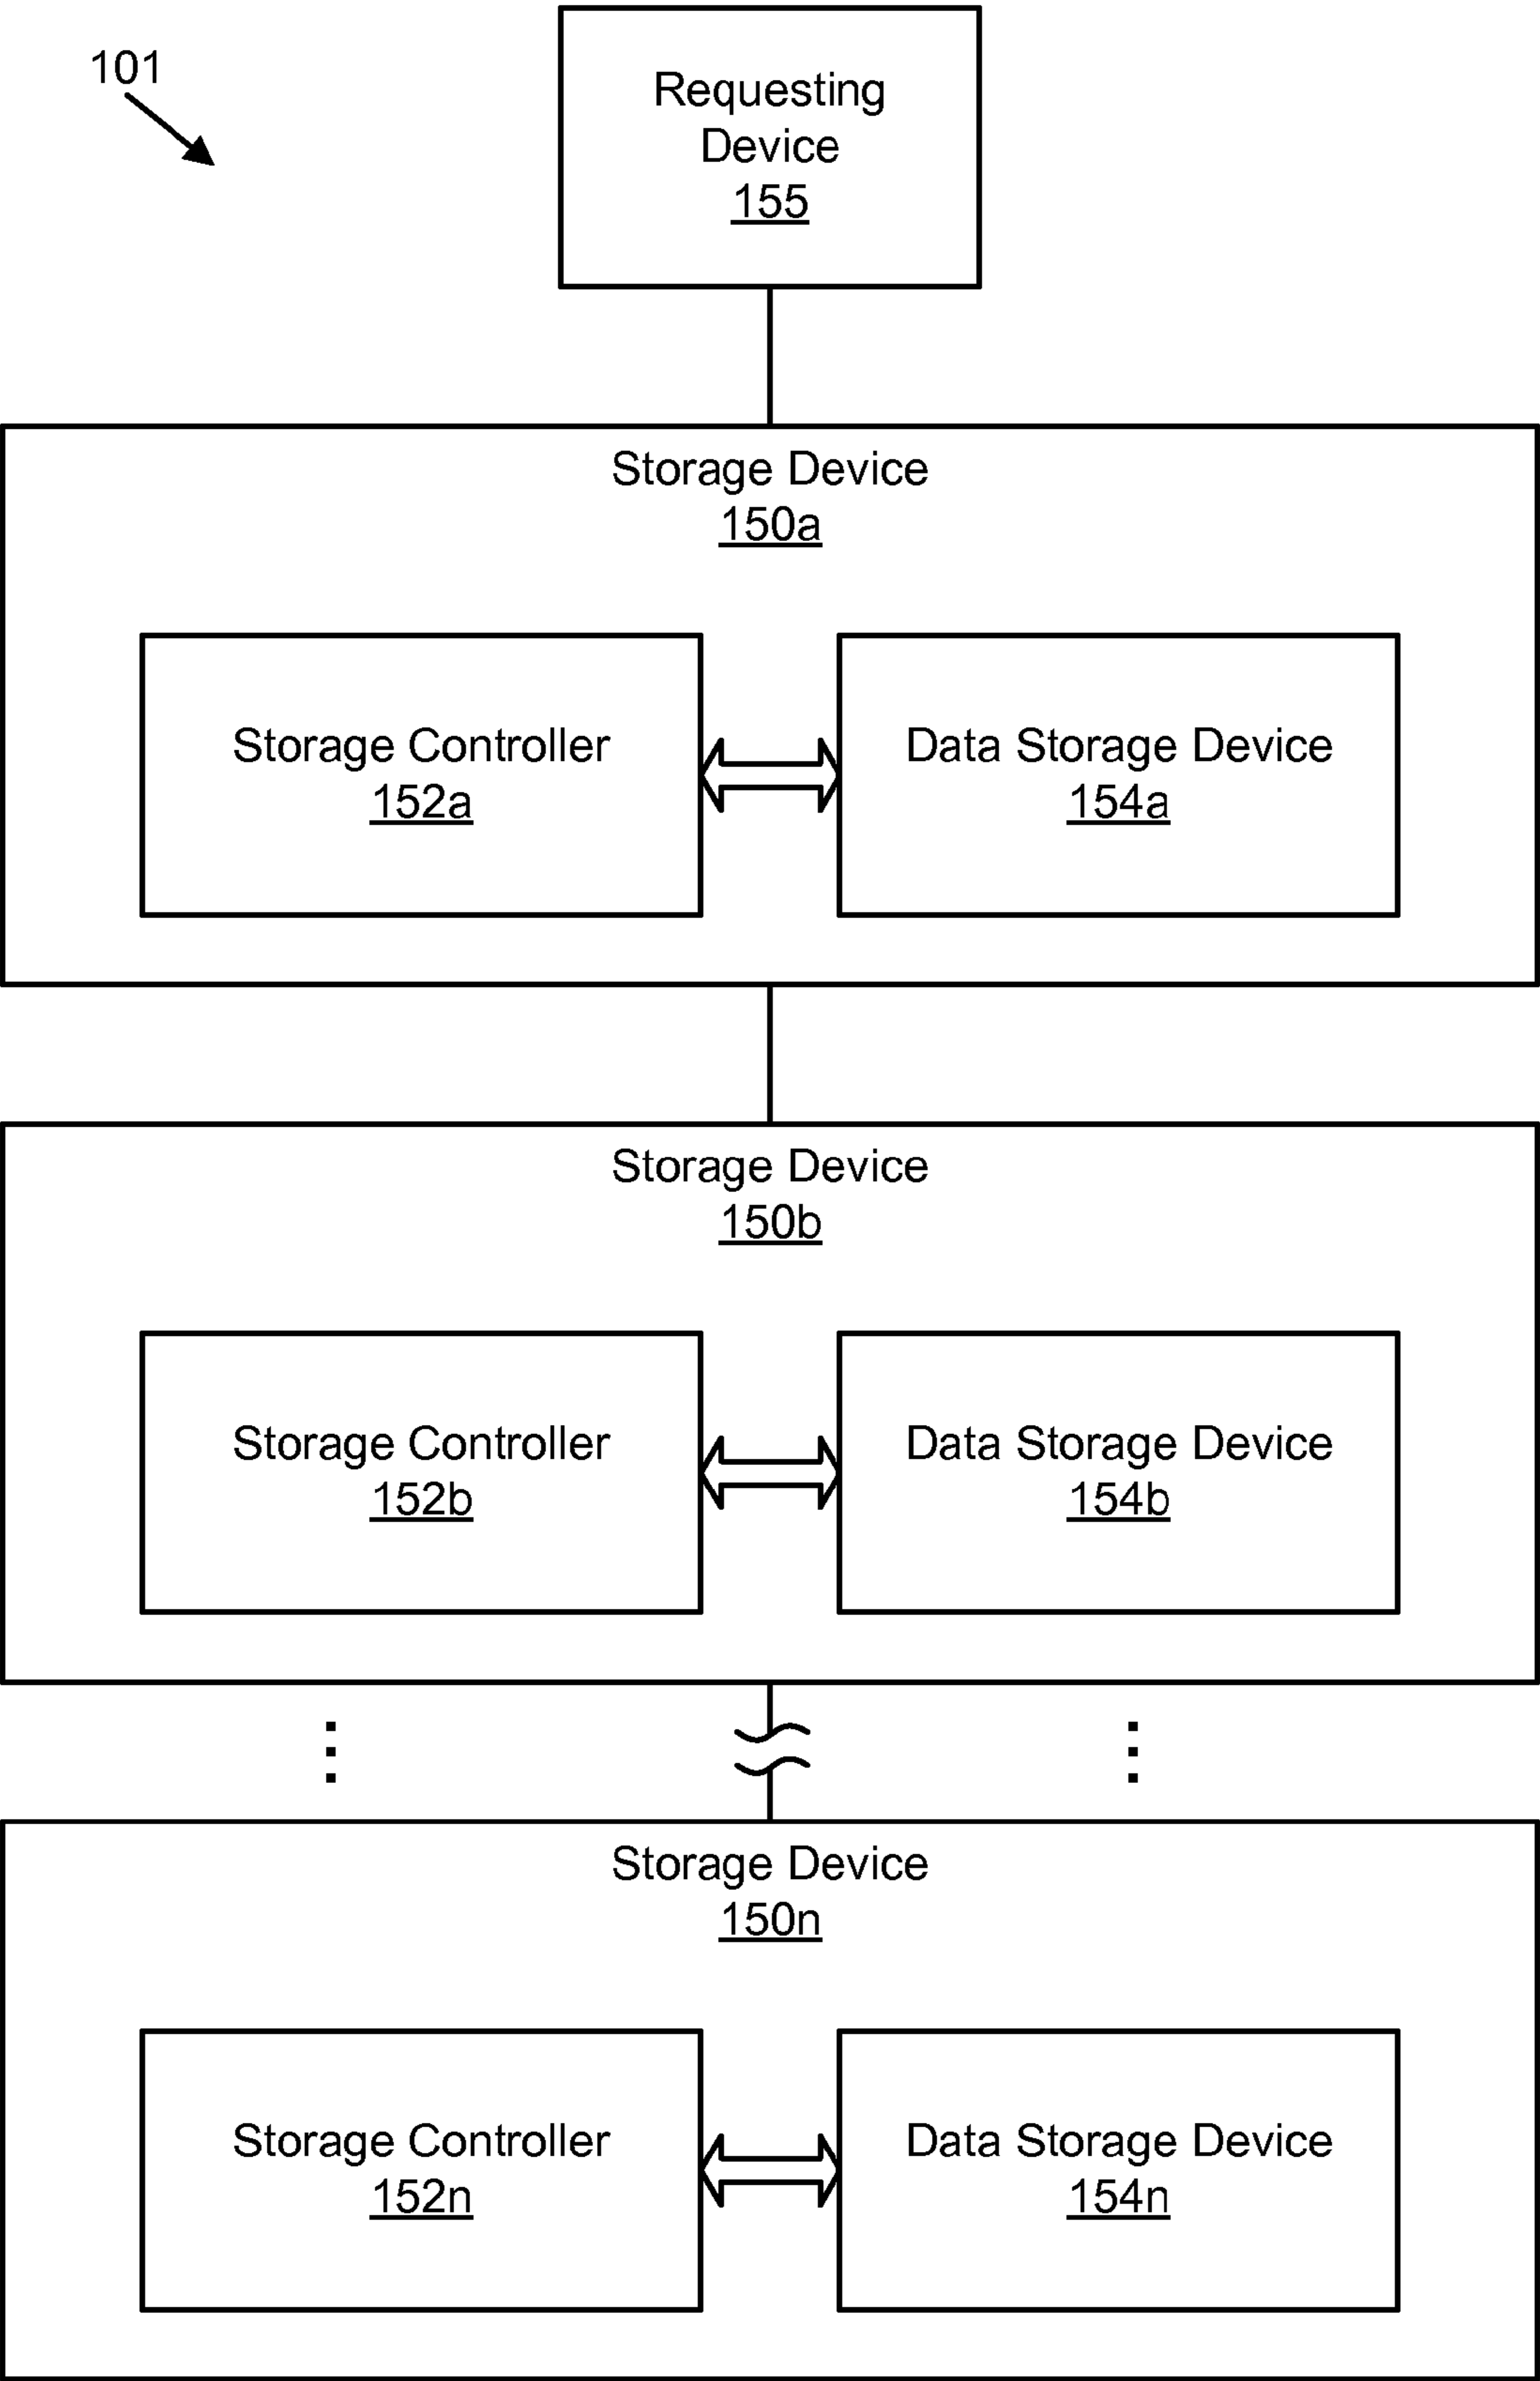 101
Requesting
Device
155
Storage Device
150a
Storage Controller
152a
Data Storage Device
154a
Storage Device
150b
Storage Controller
152b
Data Storage Device
154b
Storage Device
150n
Storage Controller
152n
Data Storage Device
154n